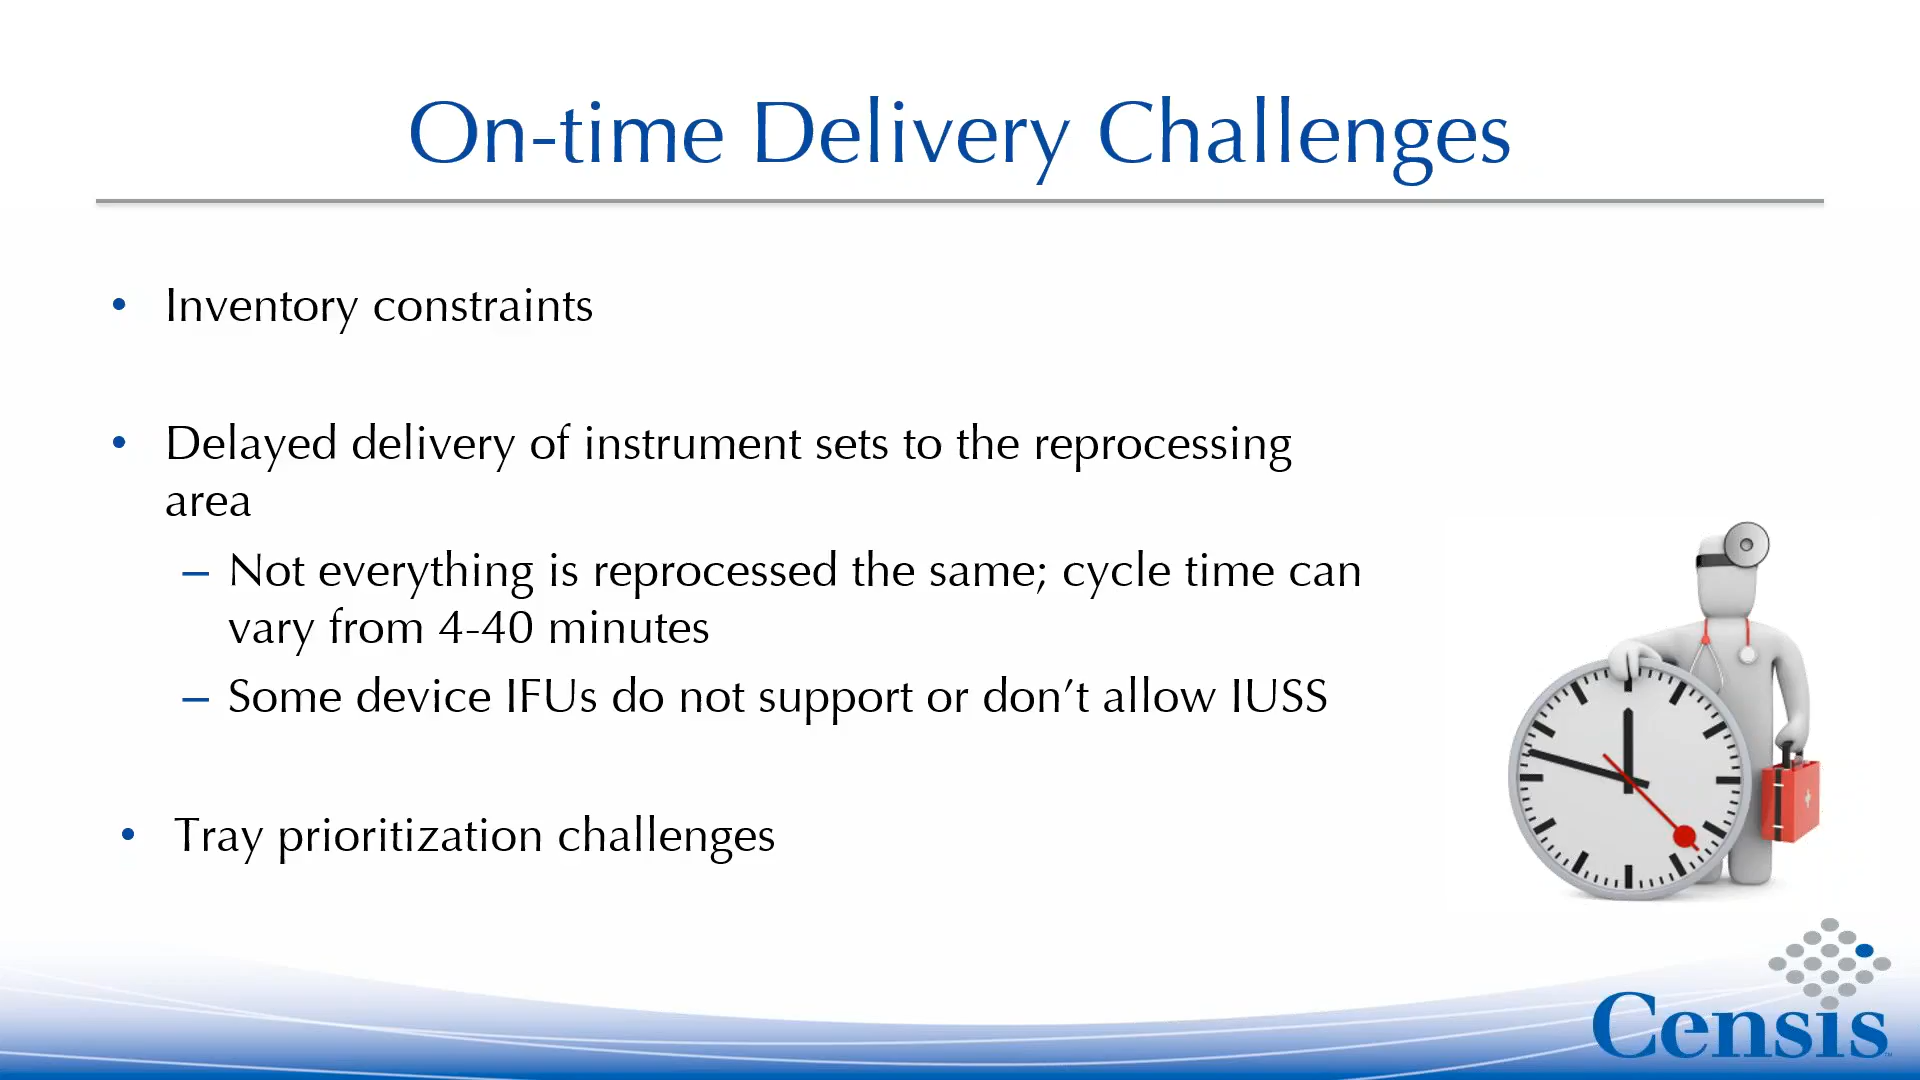 On-time Delivery Challenges
• Inventory constraints
• Delayed delivery of instrument sets to the reprocessing
area
– Not everything is reprocessed the same; cycle time can
vary from 4-40 minutes
– Some device IFUs do not support or don’t allow IUSS
• Tray prioritization challenges
Censis